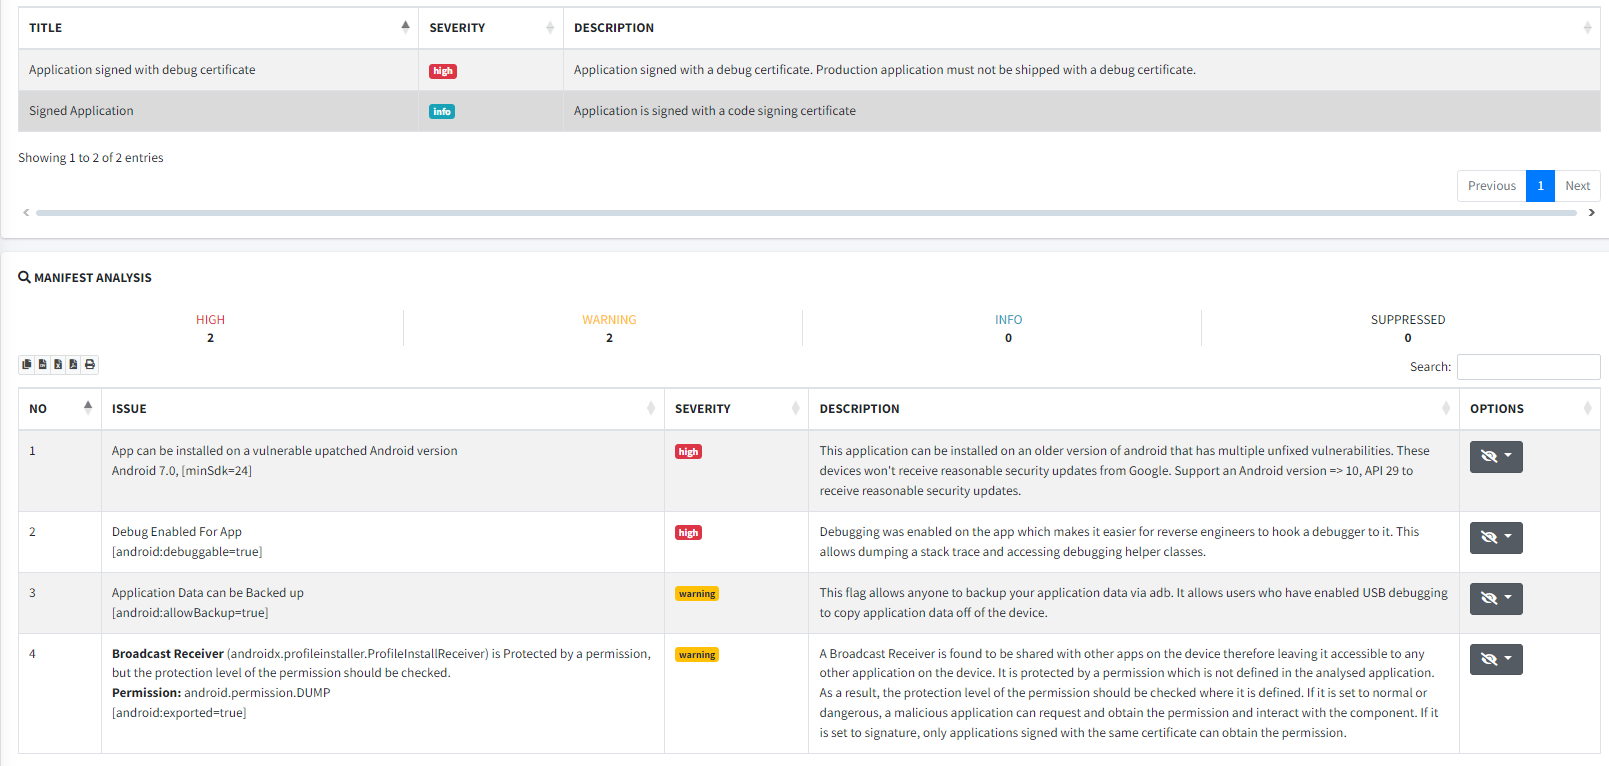 TITLE SEVERITY DESCRIPTION
Application signed with debug certificate high Application signed with a debug certificate. Production application must not be shipped with a debug certificate.
Signed Application info Application is signed with a code signing certificate
Showing 1 to 2 of 2 entries
Previous 1 Next
MANIFEST ANALYSIS
HIGH WARNING INFO SUPPRESSED
2 2 0 0
Search:
NO ISSUE SEVERITY DESCRIPTION OPTIONS
1 App can be installed on a vulnerable upatched Android version high This application can be installed on an older version of android that has multiple unfixed vulnerabilities. These
Android 7.0, [minSdk=24] devices won't receive reasonable security updates from Google. Support an Android version => 10, API 29 to
receive reasonable security updates.
2 Debug Enabled For App high Debugging was enabled on the app which makes it easier for reverse engineers to hook a debugger to it. This
[android:debuggable=true] allows dumping a stack trace and accessing debugging helper classes.
3 Application Data can be Backed up warning This flag allows anyone to backup your application data via adb. It allows users who have enabled USB debugging
[android:allowBackup=true] to copy application data off of the device.
4 Broadcast Receiver (androidx.profileinstaller.ProfileInstallReceiver) is Protected by a permission, warning A Broadcast Receiver is found to be shared with other apps on the device therefore leaving it accessible to any
but the protection level of the permission should be checked. other application on the device. It is protected by a permission which is not defined in the analysed application.
Permission: android.permission.DUMP As a result, the protection level of the permission should be checked where it is defined. If it is set to normal or
[android:exported=true] dangerous, a malicious application can request and obtain the permission and interact with the component. If it
is set to signature, only applications signed with the same certificate can obtain the permission.